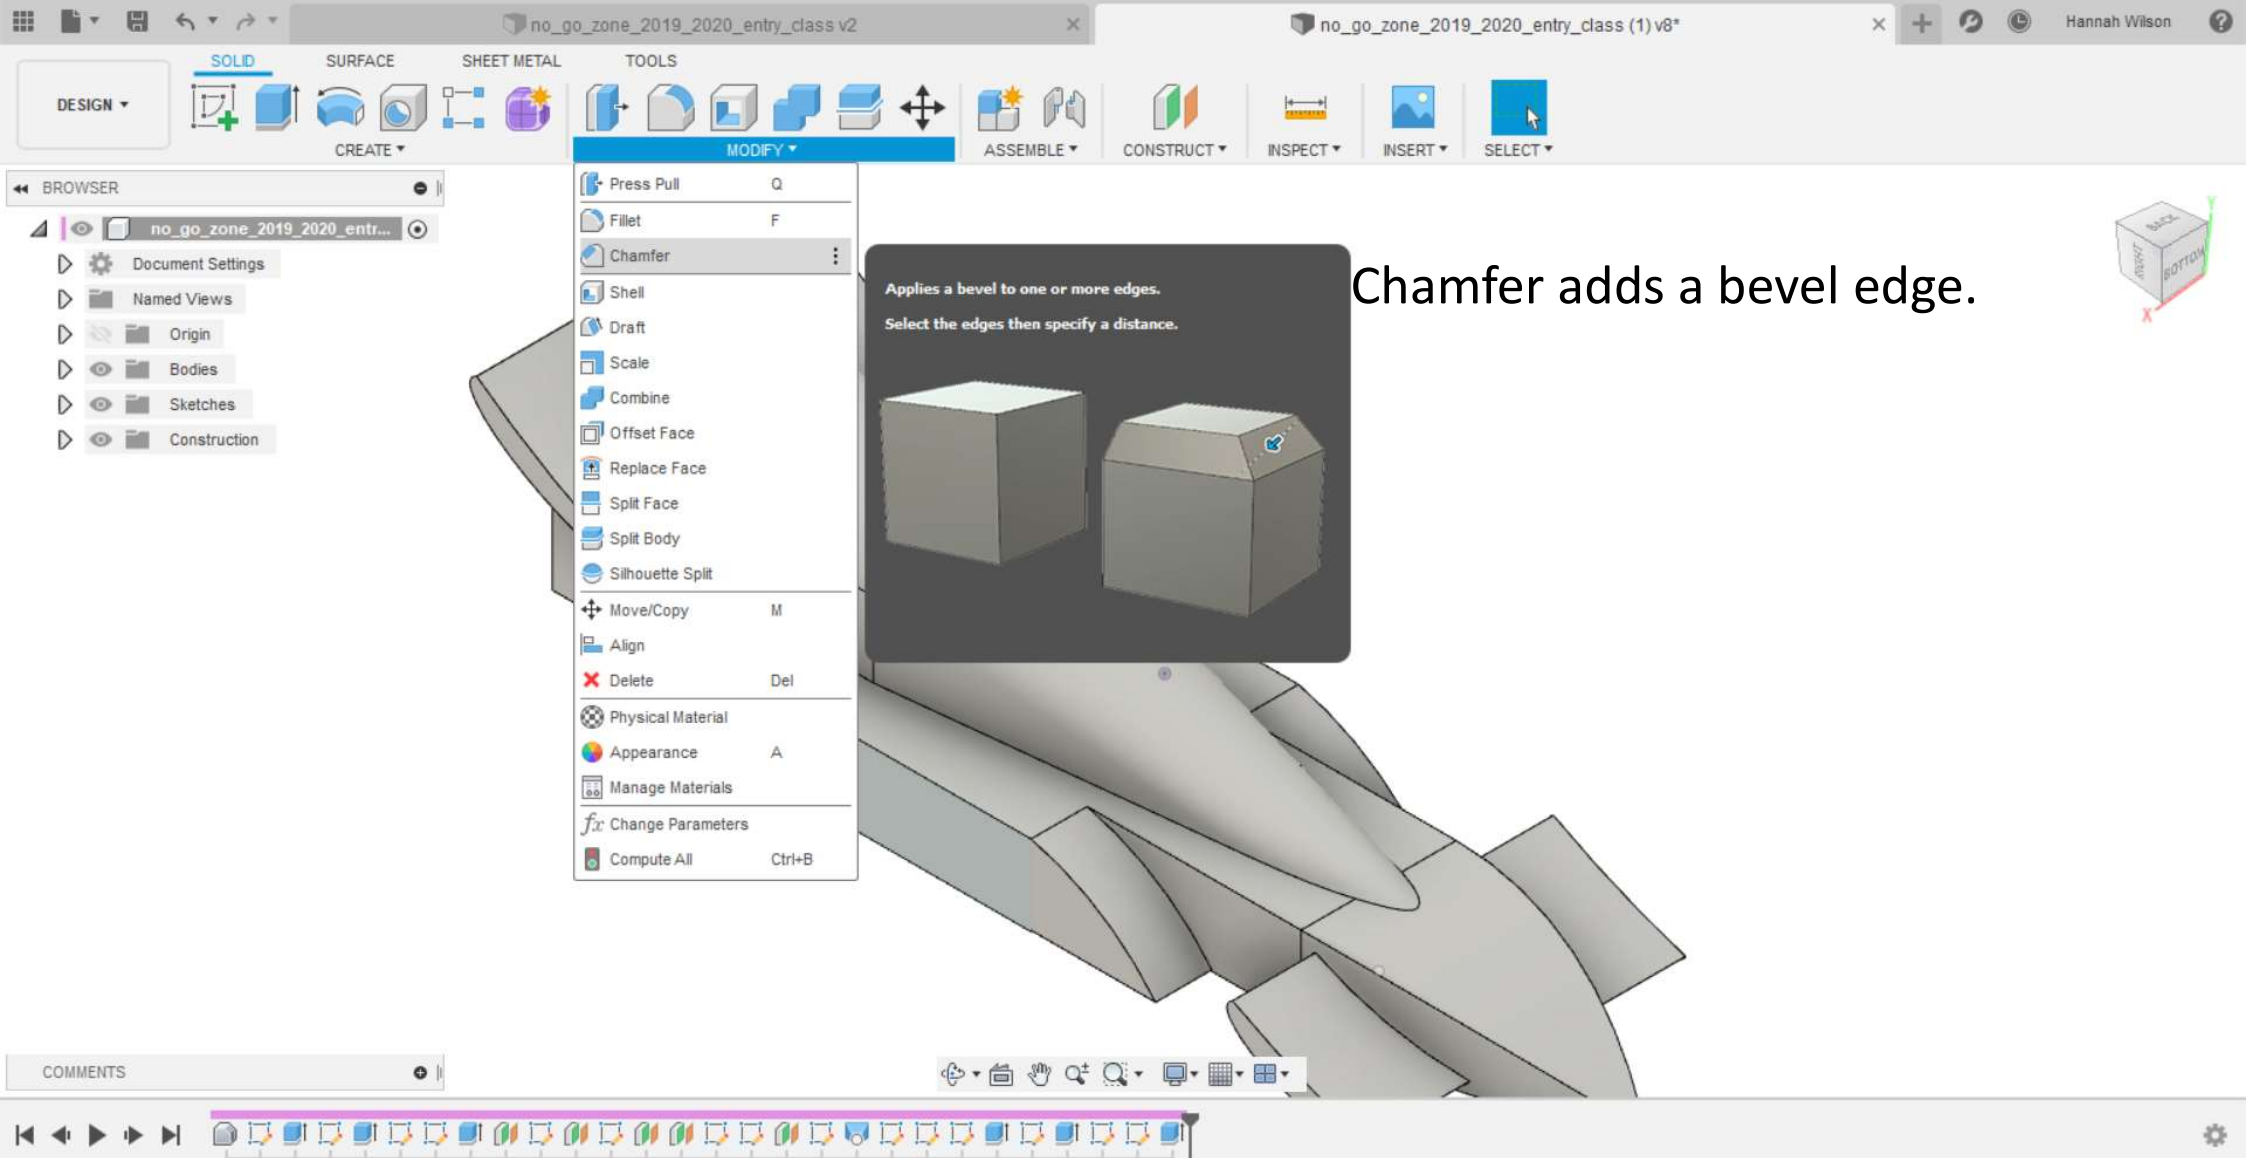 no_go_zone_2019_2020_entry_class v2
no_go_zone_2019_2020_entry_class (1) v8*
Hannah Wilson
SOLID
SURFACE
SHEET METAL
TOOLS
DESIGN
CREATE
MODIFY
ASSEMBLE
CONSTRUCT
INSPECT
INSERT
SELECT
BROWSER
no_go_zone_2019_2020_entr...
Document Settings
Named Views
Origin
Bodies
Sketches
Construction
Press Pull Q
Fillet F
Chamfer
Shell
Draft
Scale
Combine
Offset Face
Replace Face
Split Face
Split Body
Silhouette Split
Move/Copy M
Align
Delete Del
Physical Material
Appearance A
Manage Materials
fx Change Parameters
Compute All Ctrl+B
Applies a bevel to one or more edges.
Select the edges then specify a distance.
Chamfer adds a bevel edge.
Y
BACK
RIGHT
BOTTOM
X
COMMENTS